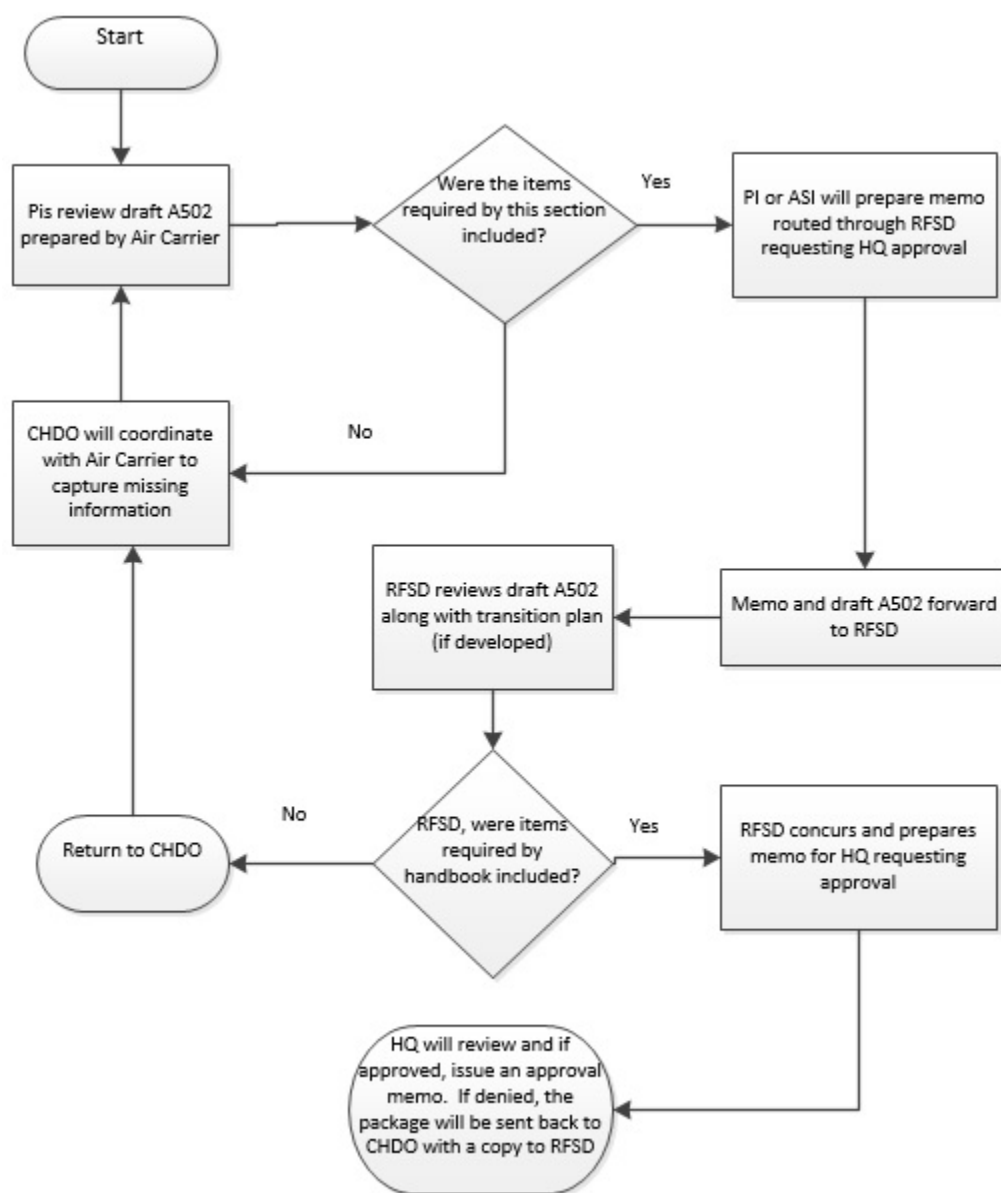 Start
Pis review draft A502
prepared by Air Carrier
Were the items
required by this section
included?
Yes
PI or ASI will prepare memo
routed through RFSD
requesting HQ approval
No
CHDO will coordinate
with Air Carrier to
capture missing
information
RFSD reviews draft A502
along with transition plan
(if developed)
Memo and draft A502 forward
to RFSD
No
Return to CHDO
RFSD, were items
required by
handbook included?
Yes
RFSD concurs and prepares
memo for HQ requesting
approval
HQ will review and if
approved, issue an approval
memo. If denied, the
package will be sent back to
CHDO with a copy to RFSD